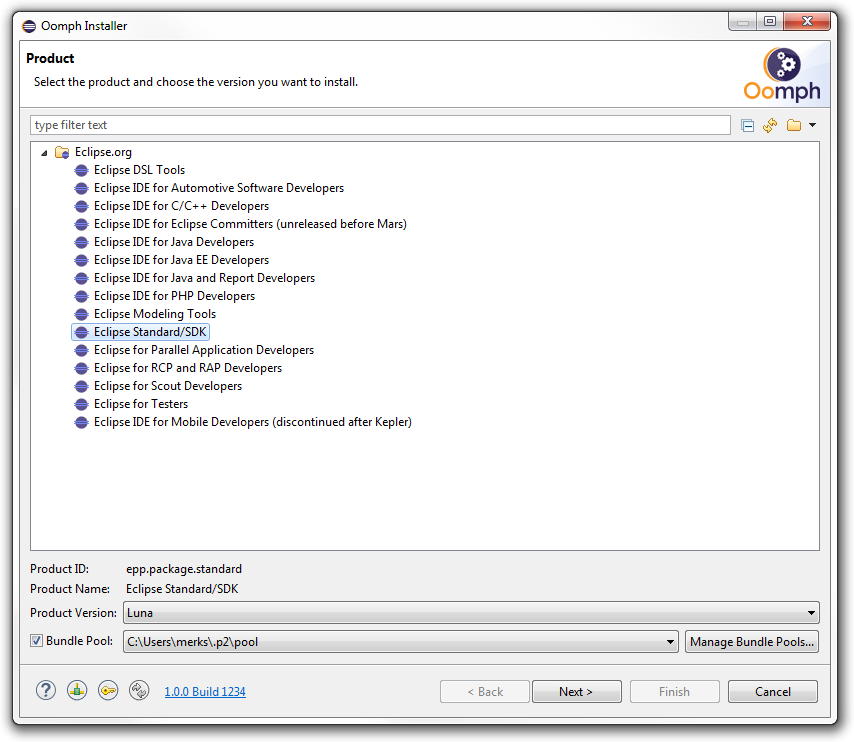 Oomph Installer
Product
Select the product and choose the version you want to install.
Oomph
type filter text
Eclipse.org
Eclipse DSL Tools
Eclipse IDE for Automotive Software Developers
Eclipse IDE for C/C++ Developers
Eclipse IDE for Eclipse Committers (unreleased before Mars)
Eclipse IDE for Java Developers
Eclipse IDE for Java EE Developers
Eclipse IDE for Java and Report Developers
Eclipse IDE for PHP Developers
Eclipse Modeling Tools
Eclipse Standard/SDK
Eclipse for Parallel Application Developers
Eclipse for RCP and RAP Developers
Eclipse for Scout Developers
Eclipse for Testers
Eclipse IDE for Mobile Developers (discontinued after Kepler)
Product ID: epp.package.standard
Product Name: Eclipse Standard/SDK
Product Version: Luna
Bundle Pool: C:\Users\merks\.p2\pool Manage Bundle Pools...
? 1.0.0 Build 1234 < Back Next > Finish Cancel